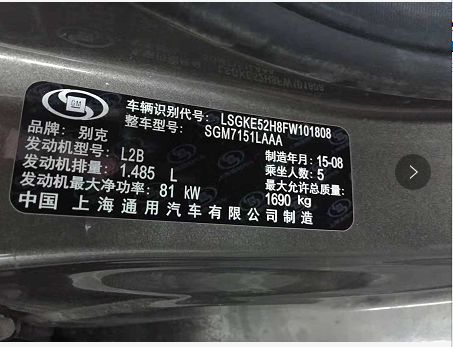 GM
车辆识别代号: LSGKE52H8FW101808
品牌: 别克 整车型号: SGM7151LAAA
发动机型号: L2B 制造年月: 15-08
发动机排量: 1.485 L 乘坐人数: 5
发动机最大净功率: 81 kW 最大允许总质量:
1690 kg
中国 上海通用汽车有限公司制造